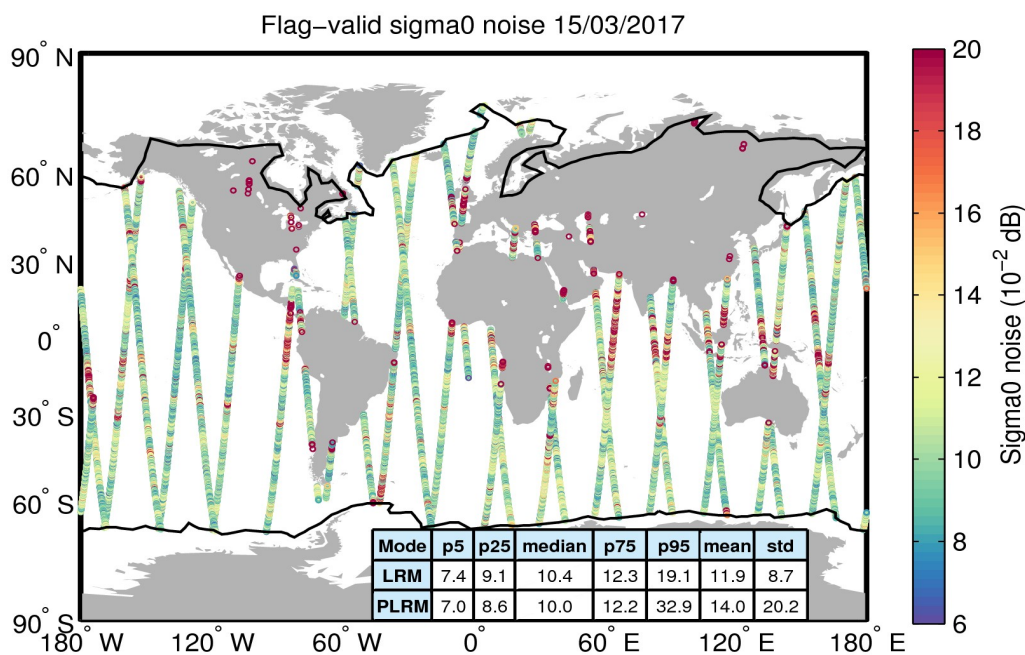 Flag−valid sigma0 noise 15/03/2017
90° N
60° N
30° N
0°
30° S
60° S
90° S
180° W
120° W
60° W
0°
60° E
120° E
180° E
Mode p5 p25 median p75 p95 mean std
LRM 7.4 9.1 10.4 12.3 19.1 11.9 8.7
PLRM 7.0 8.6 10.0 12.2 32.9 14.0 20.2
20
18
16
14
12
10
8
6
Sigma0 noise (10⁻² dB)